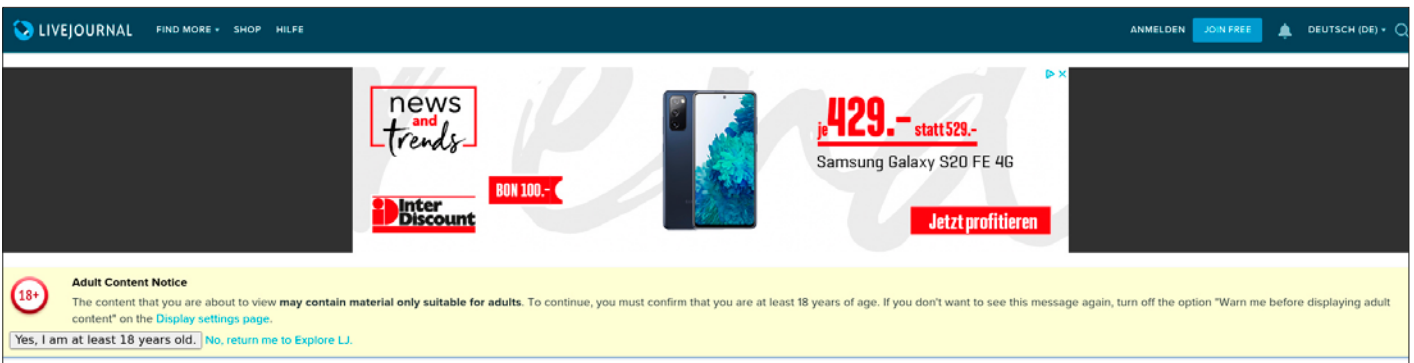 LIVEJOURNAL FIND MORE SHOP HILFE ANMELDEN JOIN FREE DEUTSCH (DE)
news
and
trends
BON 100.-
Inter
Discount
je 429.- statt 529.-
Samsung Galaxy S20 FE 4G
Jetzt profitieren
18+
Adult Content Notice
The content that you are about to view may contain material only suitable for adults. To continue, you must confirm that you are at least 18 years of age. If you don't want to see this message again, turn off the option "Warn me before displaying adult
content" on the Display settings page.
Yes, I am at least 18 years old. No, return me to Explore LJ.